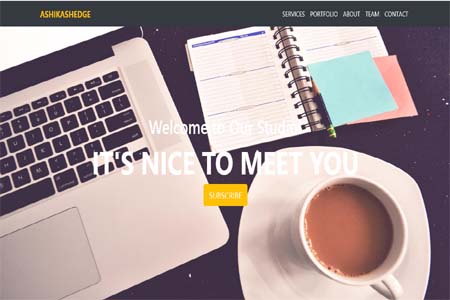 ASHIKASHEDGE
SERVICES PORTFOLIO ABOUT TEAM CONTACT
Welcome to Our Studio
IT'S NICE TO MEET YOU
SUBSCRIBE